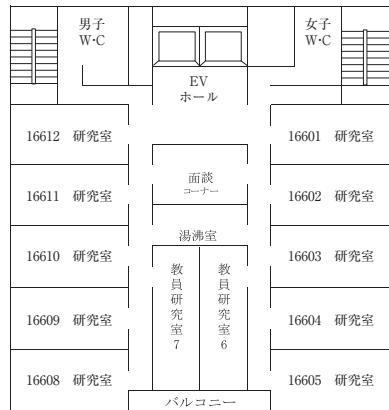 男子
W·C
女子
W·C
EV
ホール
16612 研究室
16601 研究室
面談
コーナー
16611 研究室
16602 研究室
湯沸室
16610 研究室
16603 研究室
教員研究室7
教員研究室6
16609 研究室
16604 研究室
16608 研究室
16605 研究室
バルコニー